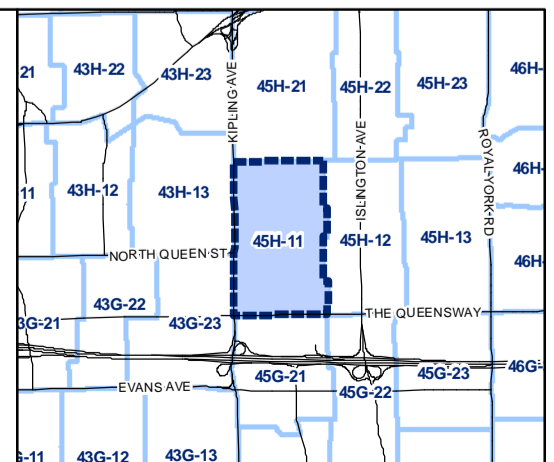 21
43H-22
43H-23
KIPLING AVE
45H-21
45H-22
45H-23
46H-
11
43H-12
43H-13
ISLINGTON AVE
ROYAL YORK RD
46H-
45H-11
45H-12
45H-13
NORTH QUEEN ST
46H-
3G-21
43G-22
43G-23
THE QUEENSWAY
EVANS AVE
45G-21
45G-22
45G-23
46G-
G-11
43G-12
43G-13